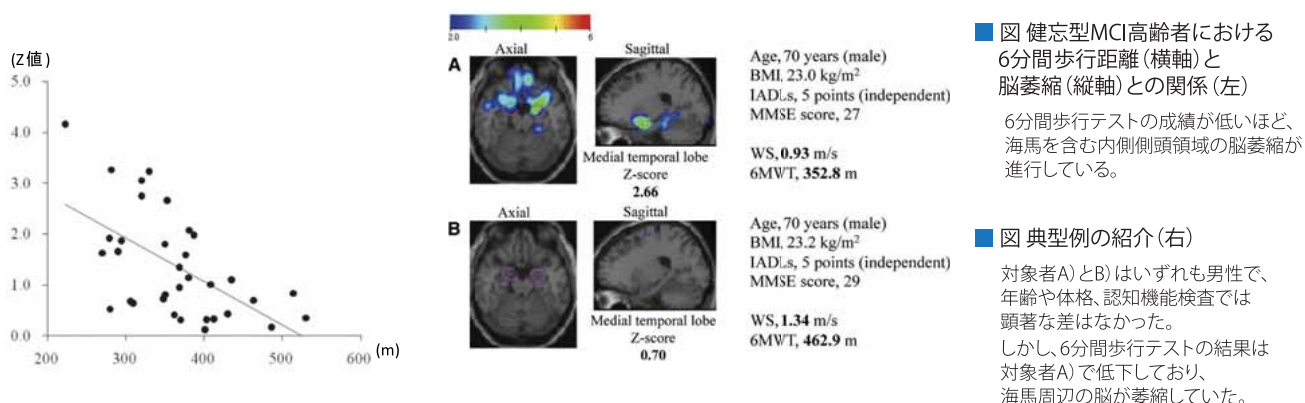 (Z値)
5.0
4.0
3.0
2.0
1.0
0.0
200
300
400
500
600
(m)
2.0
6
Axial
Sagittal
A
Medial temporal lobe
Z-score
2.66
Age, 70 years (male)
BMI, 23.0 kg/m²
IADLs, 5 points (independent)
MMSE score, 27
WS, 0.93 m/s
6MWT, 352.8 m
Axial
Sagittal
B
Medial temporal lobe
Z-score
0.70
Age, 70 years (male)
BMI, 23.2 kg/m²
IADLs, 5 points (independent)
MMSE score, 29
WS, 1.34 m/s
6MWT, 462.9 m
図 健忘型MCI高齢者における
6分間歩行距離(横軸)と
脳萎縮(縦軸)との関係(左)
6分間歩行テストの成績が低いほど、
海馬を含む内側側頭領域の脳萎縮が
進行している。
図 典型例の紹介(右)
対象者A)とB)はいずれも男性で、
年齢や体格、認知機能検査では
顕著な差はなかった。
しかし、6分間歩行テストの結果は
対象者A)で低下しており、
海馬周辺の脳が萎縮していた。